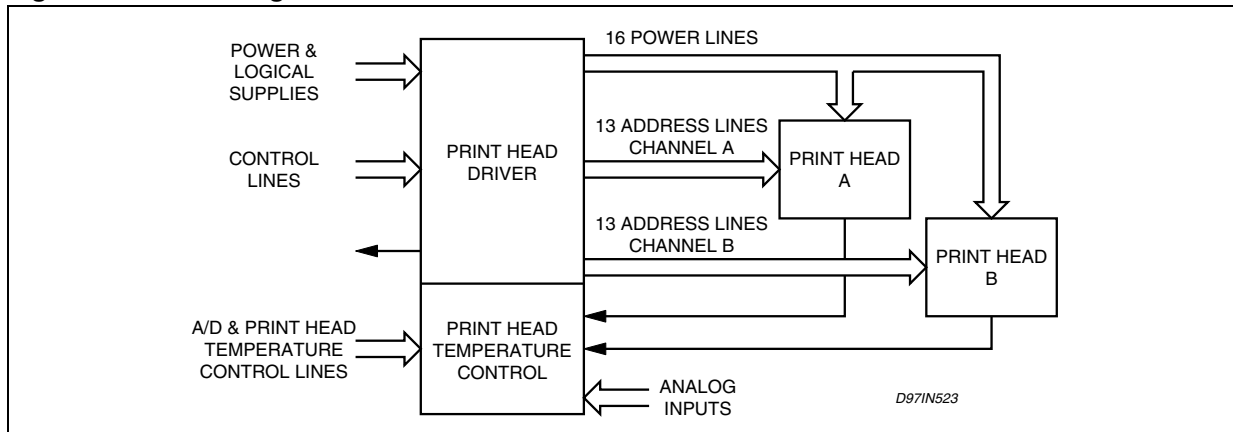 POWER &
LOGICAL
SUPPLIES
CONTROL
LINES
A/D & PRINT HEAD
TEMPERATURE
CONTROL LINES
PRINT HEAD
DRIVER
PRINT HEAD
TEMPERATURE
CONTROL
16 POWER LINES
13 ADDRESS LINES
CHANNEL A
13 ADDRESS LINES
CHANNEL B
PRINT HEAD
A
PRINT HEAD
B
ANALOG
INPUTS
D97IN523